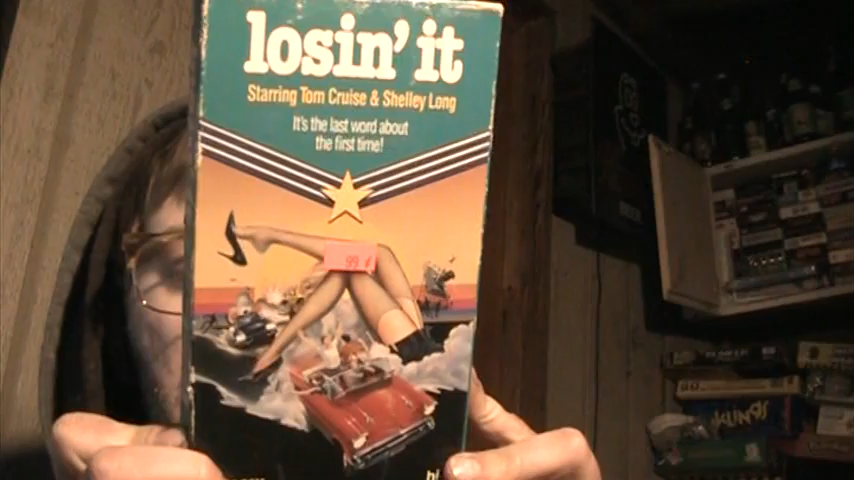 losin' it
Starring Tom Cruise & Shelley Long
It's the last word about
the first time!
99 ¢